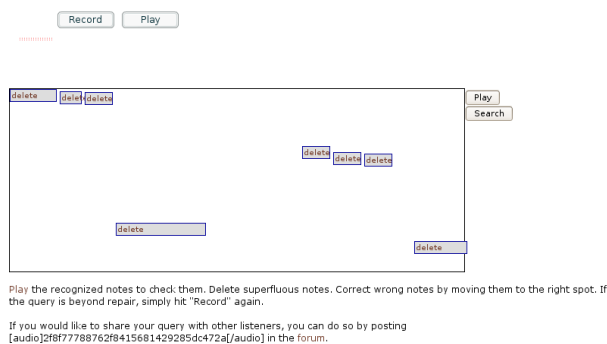 Record Play
delete delete delete Play
Search
delete delete delete
delete
delete
Play the recognized notes to check them. Delete superfluous notes. Correct wrong notes by moving them to the right spot. If
the query is beyond repair, simply hit "Record" again.
If you would like to share your query with other listeners, you can do so by posting
[audio]2f8f77788762f8415681429285dc472a[/audio] in the forum.